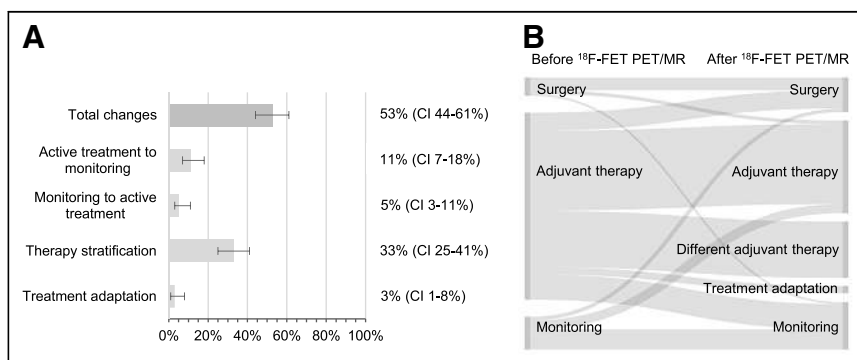 A
Total changes 53% (CI 44-61%)
Active treatment to
monitoring 11% (CI 7-18%)
Monitoring to active
treatment 5% (CI 3-11%)
Therapy stratification 33% (CI 25-41%)
Treatment adaptation 3% (CI 1-8%)
0% 20% 40% 60% 80% 100%
B
Before ¹⁸F-FET PET/MR After ¹⁸F-FET PET/MR
Surgery Surgery
Adjuvant therapy Adjuvant therapy
Different adjuvant therapy
Treatment adaptation
Monitoring Monitoring